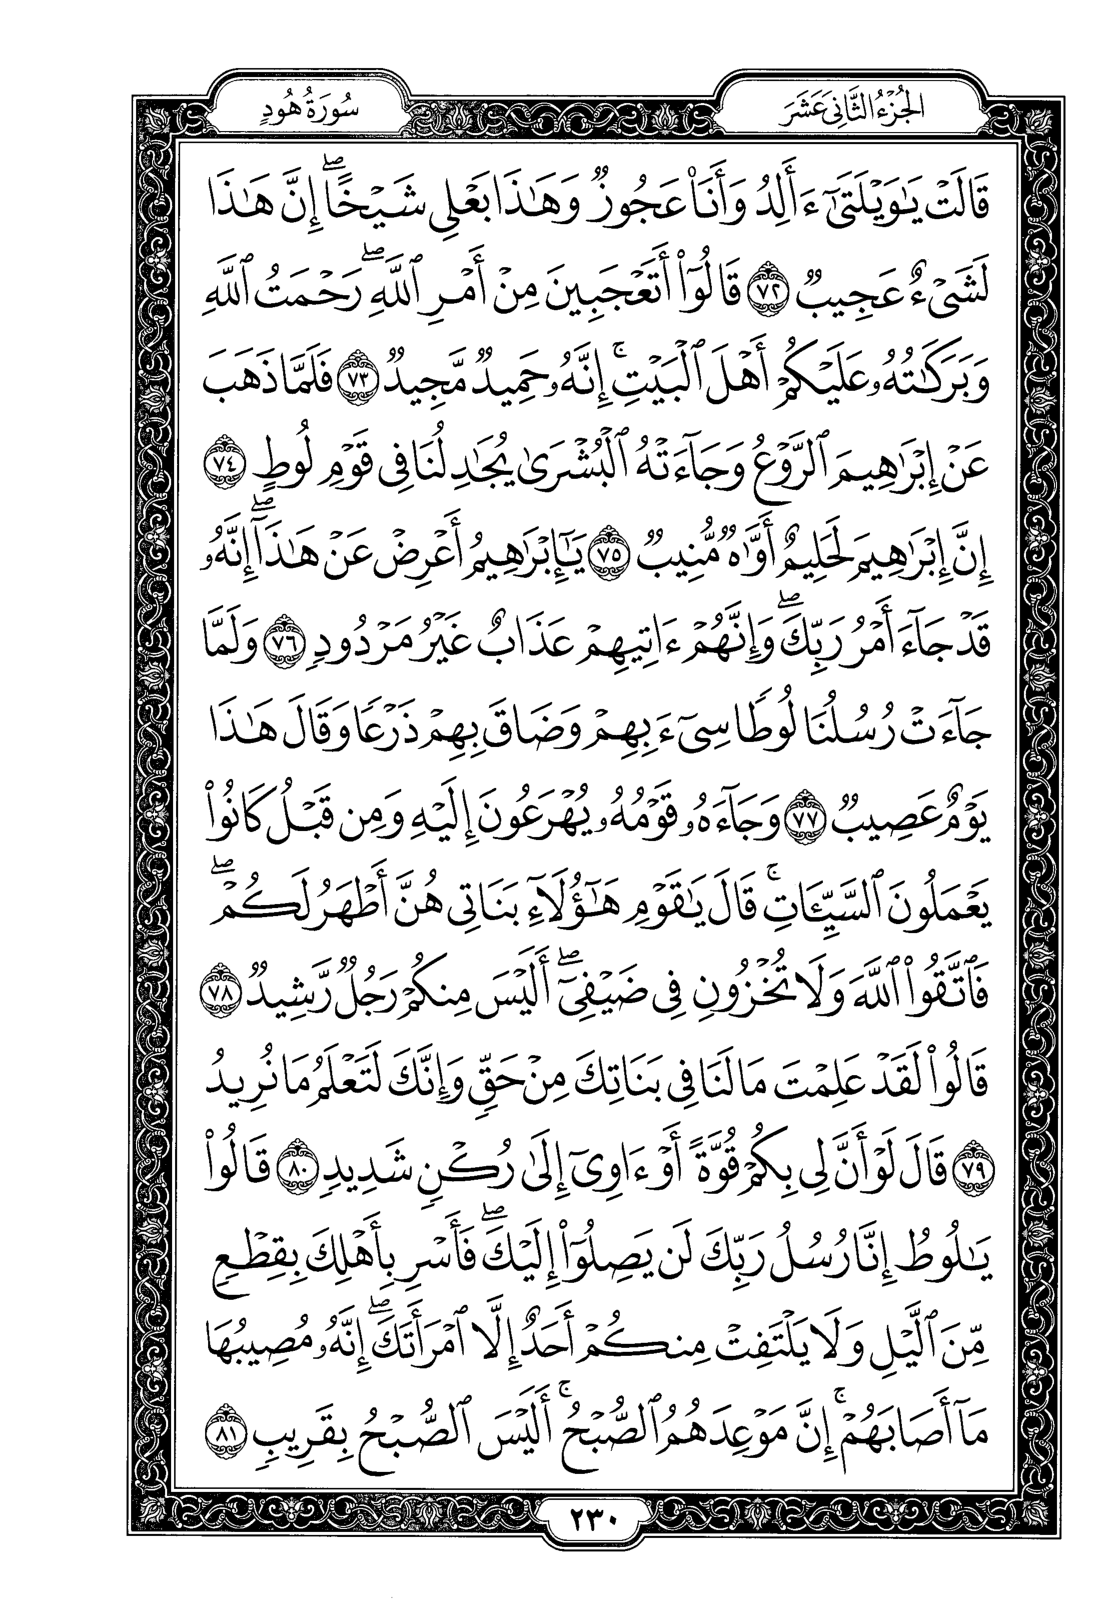 الجُزْءُ الثَّانِي عَشَرَ
سُورَةُ هُودٍ
قَالَتْ يَٰوَيْلَتَىٰٓ ءَأَلِدُ وَأَنَا۠ عَجُوزٞ وَهَٰذَا بَعْلِي شَيْخًاۖ إِنَّ هَٰذَا
لَشَيْءٌ عَجِيبٞ ٧٢ قَالُوٓاْ أَتَعْجَبِينَ مِنْ أَمْرِ ٱللَّهِۖ رَحْمَتُ ٱللَّهِ
وَبَرَكَٰتُهُۥ عَلَيْكُمْ أَهْلَ ٱلْبَيْتِۚ إِنَّهُۥ حَمِيدٞ مَّجِيدٞ ٧٣ فَلَمَّا ذَهَبَ
عَنْ إِبْرَٰهِيمَ ٱلرَّوْعُ وَجَآءَتْهُ ٱلْبُشْرَىٰ يُجَٰدِلُنَا فِي قَوْمِ لُوطٍ ٧٤
إِنَّ إِبْرَٰهِيمَ لَحَلِيمٌ أَوَّٰهٞ مُّنِيبٞ ٧٥ يَٰٓإِبْرَٰهِيمُ أَعْرِضْ عَنْ هَٰذَآۖ إِنَّهُۥ
قَدْ جَآءَ أَمْرُ رَبِّكَۖ وَإِنَّهُمْ ءَاتِيهِمْ عَذَابٌ غَيْرُ مَرْدُودٖ ٧٦ وَلَمَّا
جَآءَتْ رُسُلُنَا لُوطٗا سِيٓءَ بِهِمْ وَضَاقَ بِهِمْ ذَرْعٗا وَقَالَ هَٰذَا
يَوْمٌ عَصِيبٞ ٧٧ وَجَآءَهُۥ قَوْمُهُۥ يُهْرَعُونَ إِلَيْهِ وَمِن قَبْلُ كَانُواْ
يَعْمَلُونَ ٱلسَّيِّـَٔاتِۚ قَالَ يَٰقَوْمِ هَٰٓؤُلَآءِ بَنَاتِي هُنَّ أَطْهَرُ لَكُمْۖ
فَٱتَّقُواْ ٱللَّهَ وَلَا تُخْزُونِ فِي ضَيْفِيٓۖ أَلَيْسَ مِنكُمْ رَجُلٞ رَّشِيدٞ ٧٨
قَالُواْ لَقَدْ عَلِمْتَ مَا لَنَا فِي بَنَاتِكَ مِنْ حَقّٖ وَإِنَّكَ لَتَعْلَمُ مَا نُرِيدُ
٧٩ قَالَ لَوْ أَنَّ لِي بِكُمْ قُوَّةً أَوْ ءَاوِيٓ إِلَىٰ رُكْنٖ شَدِيدٖ ٨٠ قَالُواْ
يَٰلُوطُ إِنَّا رُسُلُ رَبِّكَ لَن يَصِلُوٓاْ إِلَيْكَۖ فَأَسْرِ بِأَهْلِكَ بِقِطْعٖ
مِّنَ ٱلَّيْلِ وَلَا يَلْتَفِتْ مِنكُمْ أَحَدٌ إِلَّا ٱمْرَأَتَكَۖ إِنَّهُۥ مُصِيبُهَا
مَآ أَصَابَهُمْۚ إِنَّ مَوْعِدَهُمُ ٱلصُّبْحُۚ أَلَيْسَ ٱلصُّبْحُ بِقَرِيبٖ ٨١
٢٣٠